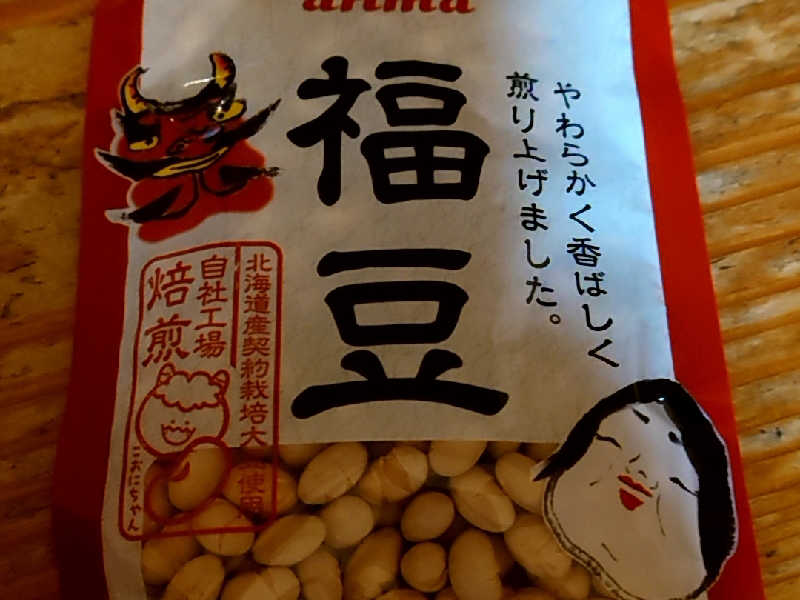 福豆
やわらかく香ばしく
煎り上げました。
北海道産契約栽培大豆使用
自社工場
焙煎
こおにちゃん